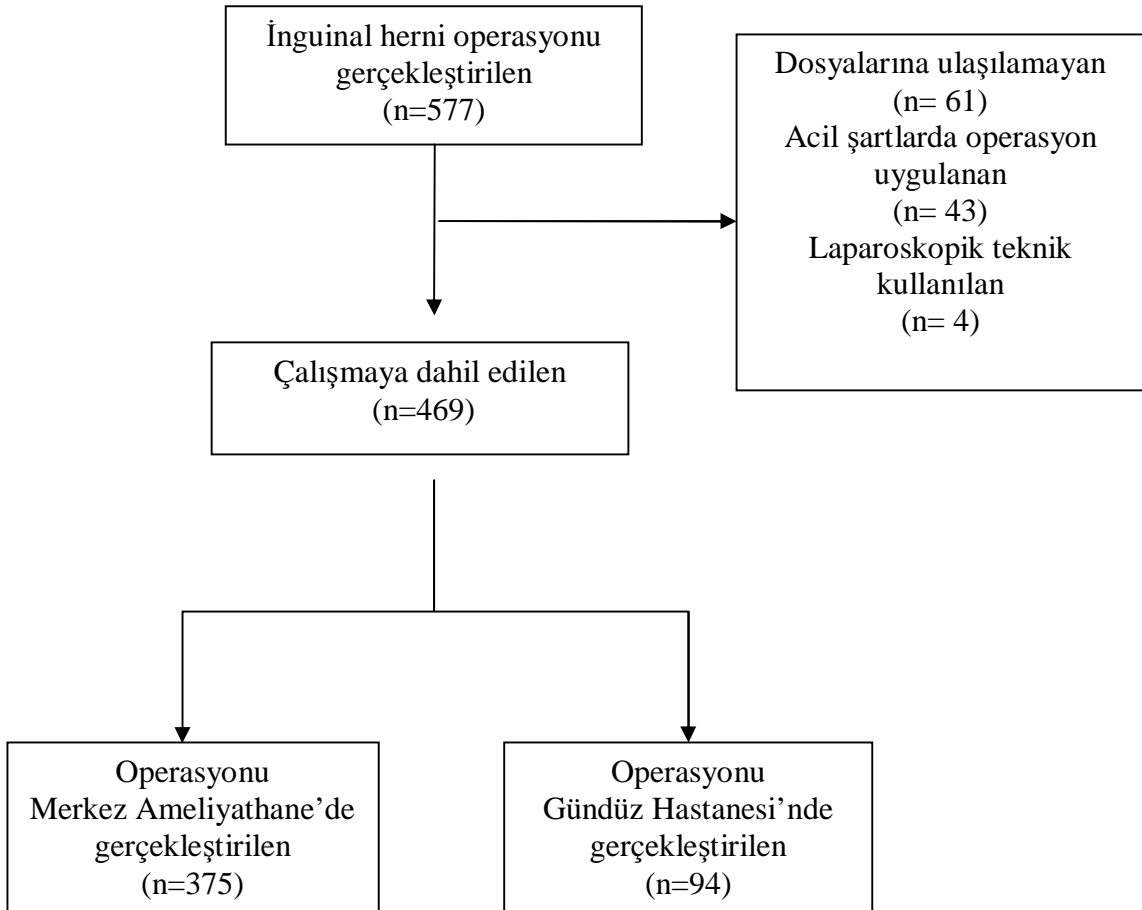 İnguinal herni operasyonu
gerçekleştirilen
(n=577)
Dosyalarına ulaşılamayan
(n= 61)
Acil şartlarda operasyon
uygulanan
(n= 43)
Laparoskopik teknik
kullanılan
(n= 4)
Çalışmaya dahil edilen
(n=469)
Operasyonu
Merkez Ameliyathane’de
gerçekleştirilen
(n=375)
Operasyonu
Gündüz Hastanesi’nde
gerçekleştirilen
(n=94)